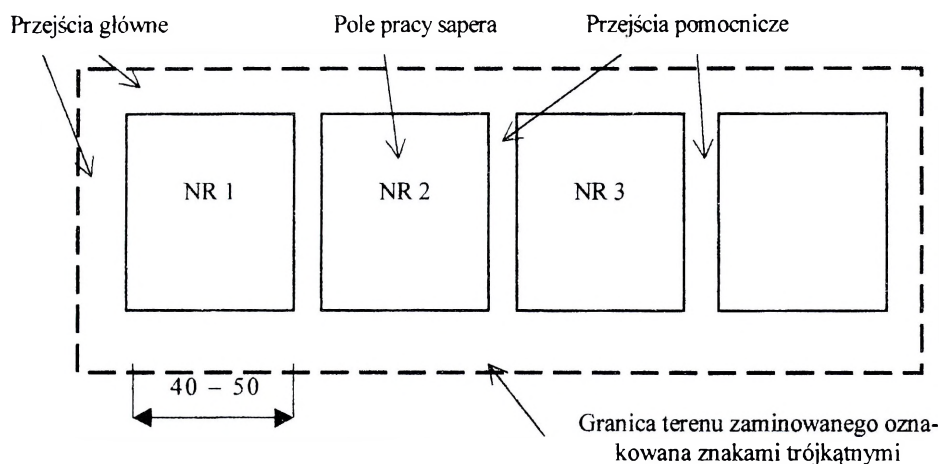 Przejścia główne
Pole pracy sapera
Przejścia pomocnicze
NR 1
NR 2
NR 3
40 – 50
Granica terenu zaminowanego ozna-
kowana znakami trójkątnymi